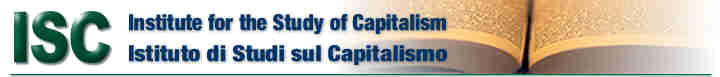 ISC
Institute for the Study of Capitalism
Istituto di Studi sul Capitalismo